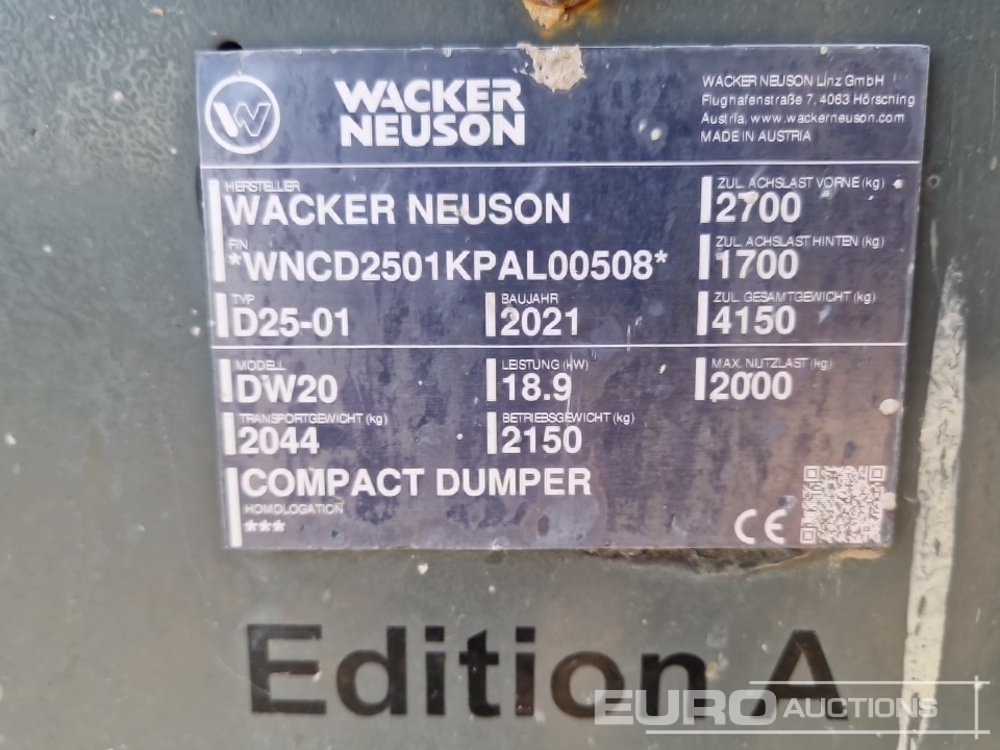 WACKER
NEUSON
WACKER NEUSON Linz GmbH
Flughafenstraße 7, 4063 Hörsching
Austria, www.wackerneuson.com
MADE IN AUSTRIA
HERSTELLER
WACKER NEUSON
ZUL. ACHSLAST VORNE (kg)
2700
FIN
*WNCD2501KPAL00508*
ZUL. ACHSLAST HINTEN (kg)
1700
TYP
D25-01
BAUJAHR
2021
ZUL. GESAMTGEWICHT (kg)
4150
MODELL
DW20
LEISTUNG (kW)
18.9
MAX. NUTZLAST (kg)
2000
TRANSPORTGEWICHT (kg)
2044
BETRIEBSGEWICHT (kg)
2150
COMPACT DUMPER
HOMOLOGATION
***
CE
Edition A
EURO AUCTIONS